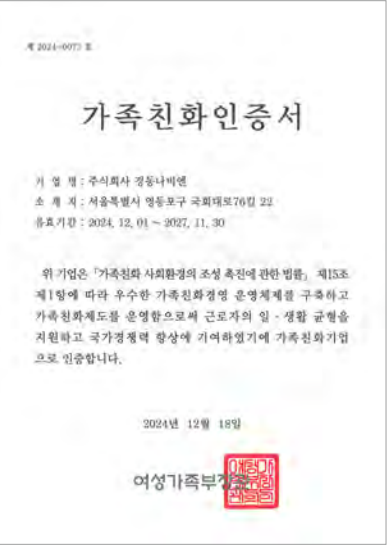 제 2024-0073 호
가족친화인증서
기 업 명 : 주식회사 경동나비엔
소 재 지 : 서울특별시 영등포구 국회대로76길 22
유효기간 : 2024. 12. 01 ~ 2027. 11. 30
위 기업은 「가족친화 사회환경의 조성 촉진에 관한 법률」 제15조
제1항에 따라 우수한 가족친화경영 운영체제를 구축하고
가족친화제도를 운영함으로써 근로자의 일 · 생활 균형을
지원하고 국가경쟁력 향상에 기여하였기에 가족친화기업
으로 인증합니다.
2024년 12월 18일
여성가족부장관